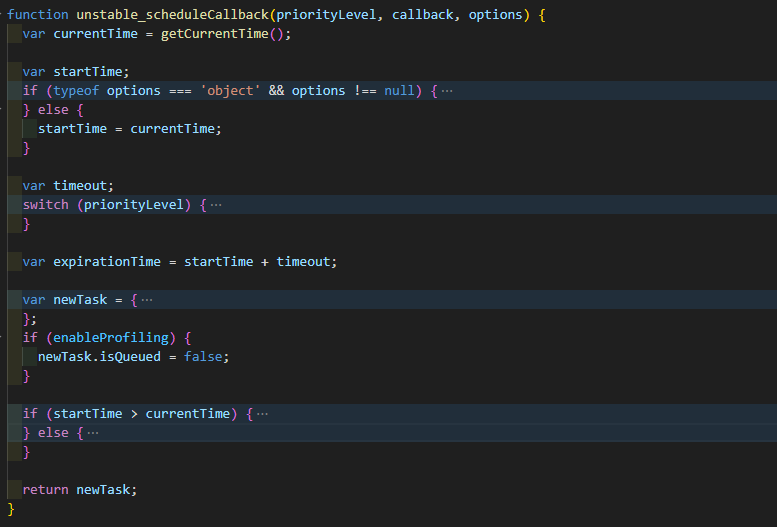 function unstable_scheduleCallback(priorityLevel, callback, options) {
  var currentTime = getCurrentTime();

  var startTime;
  if (typeof options === 'object' && options !== null) {···
  } else {
    startTime = currentTime;
  }

  var timeout;
  switch (priorityLevel) {···
  }

  var expirationTime = startTime + timeout;

  var newTask = {···
  };
  if (enableProfiling) {
    newTask.isQueued = false;
  }

  if (startTime > currentTime) {···
  } else {···
  }

  return newTask;
}